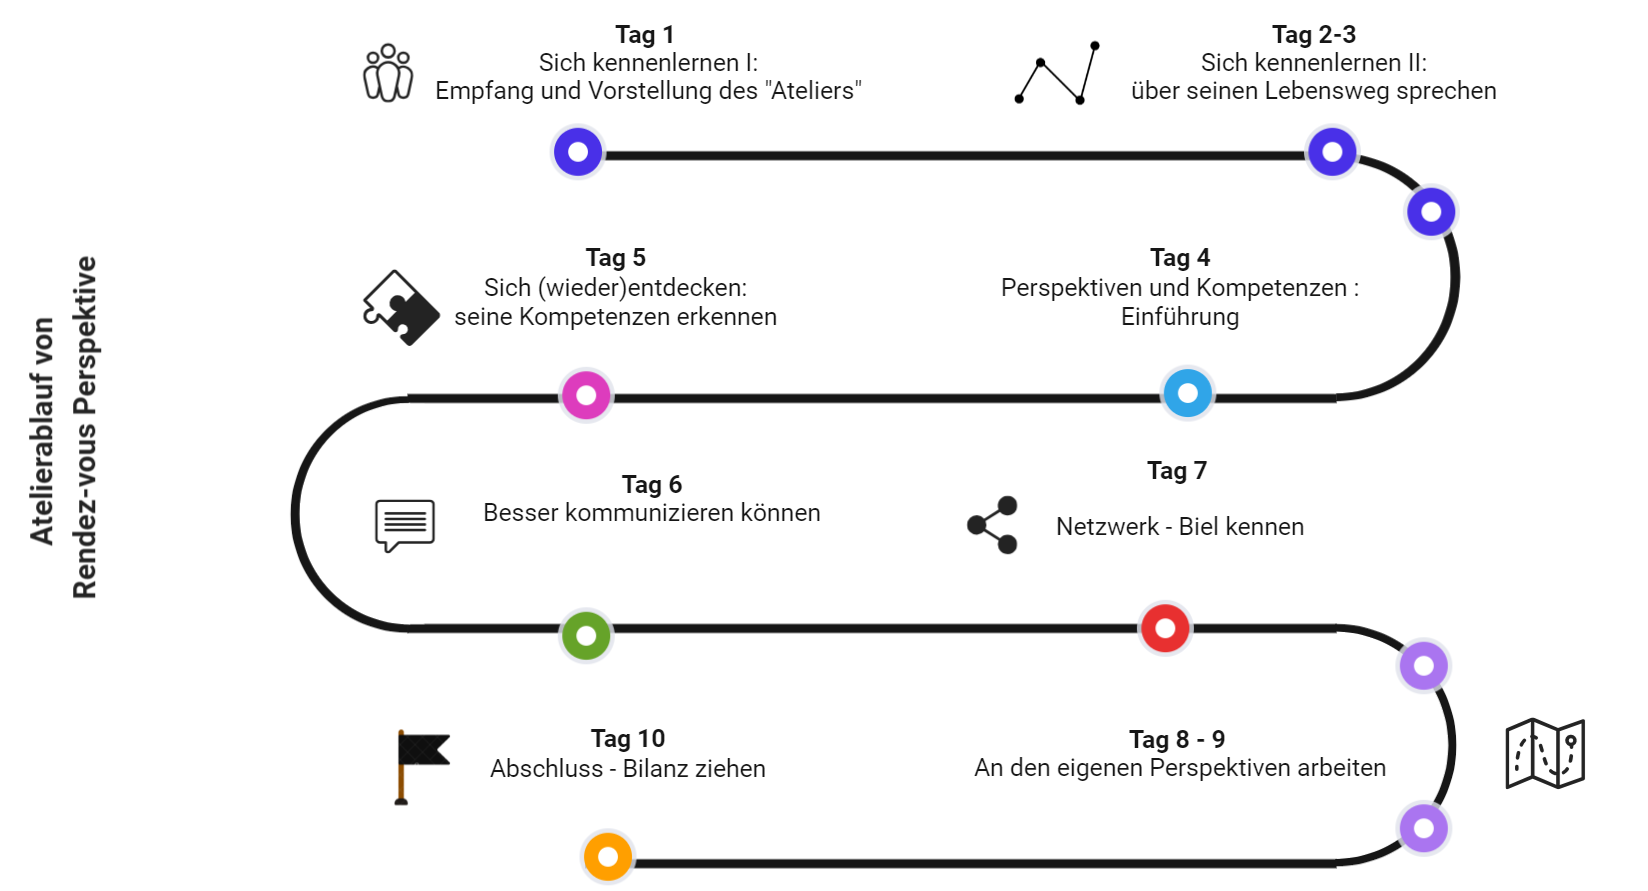 Atelierablauf von
Rendez-vous Perspektive
Tag 1
Sich kennenlernen I:
Empfang und Vorstellung des "Ateliers"
Tag 2-3
Sich kennenlernen II:
über seinen Lebensweg sprechen
Tag 4
Perspektiven und Kompetenzen :
Einführung
Tag 5
Sich (wieder)entdecken:
seine Kompetenzen erkennen
Tag 6
Besser kommunizieren können
Tag 7
Netzwerk - Biel kennen
Tag 8 - 9
An den eigenen Perspektiven arbeiten
Tag 10
Abschluss - Bilanz ziehen